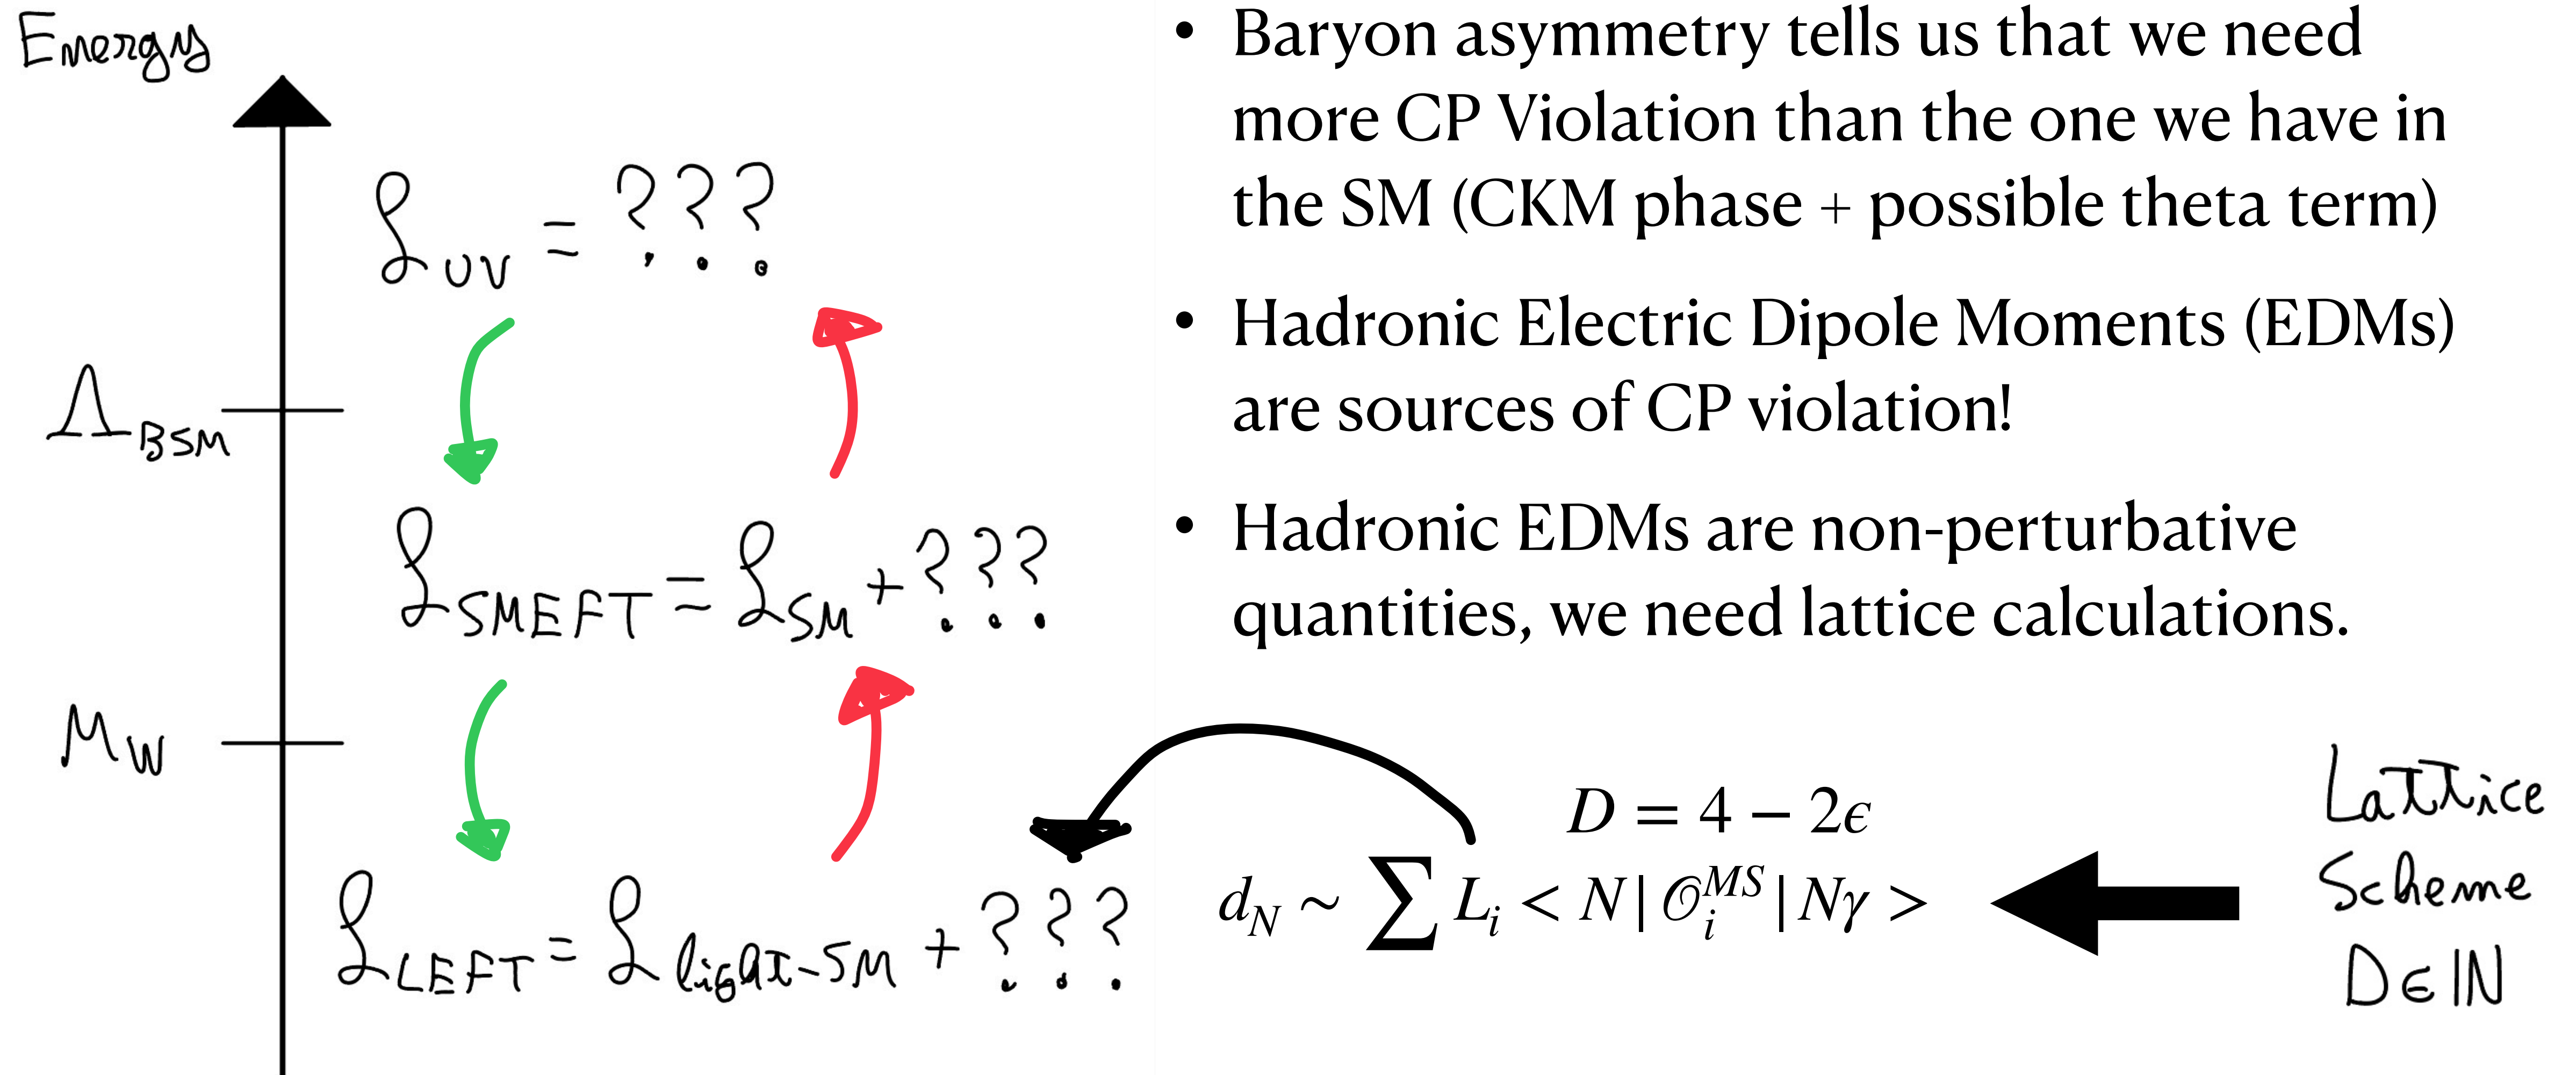 Energy
ℒ_UV = ???
Λ_BSM
ℒ_SMEFT = ℒ_SM + ???
M_W
ℒ_LEFT = ℒ_light-SM + ???
• Baryon asymmetry tells us that we need
more CP Violation than the one we have in
the SM (CKM phase + possible theta term)
• Hadronic Electric Dipole Moments (EDMs)
are sources of CP violation!
• Hadronic EDMs are non-perturbative
quantities, we need lattice calculations.
D = 4 − 2ϵ
d_N ∼ ∑ L_i < N | 𝒪_i^MS | Nγ >
Lattice
Scheme
D ∈ ℕ